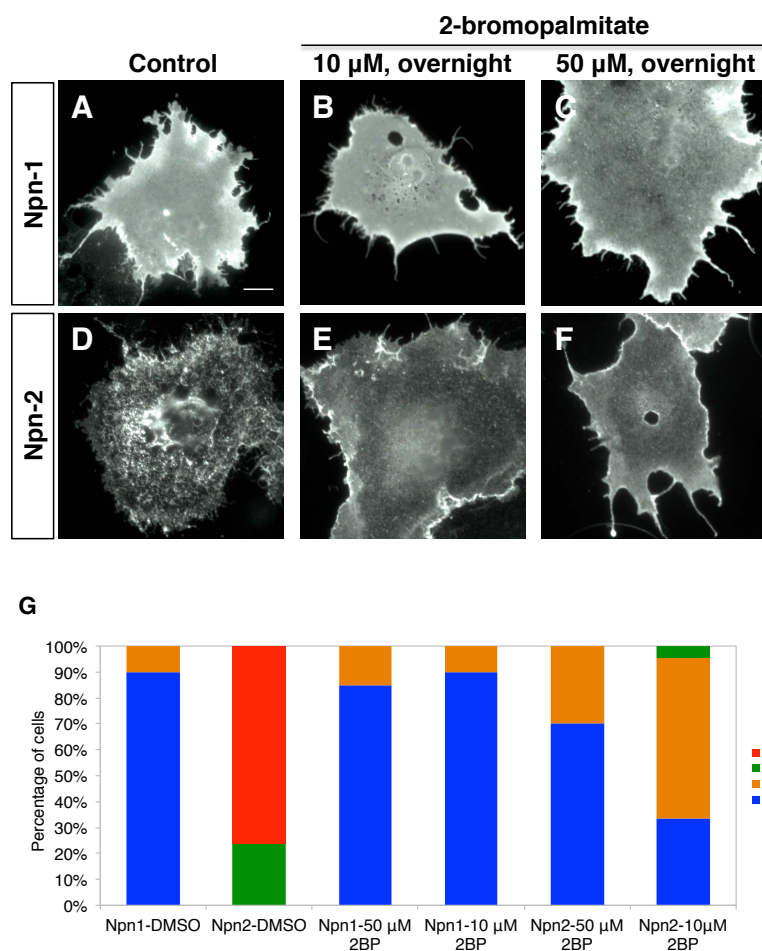 2-bromopalmitate
Control
10 µM, overnight
50 µM, overnight
Npn-1
A
B
C
Npn-2
D
E
F
G
Percentage of cells
100%
90%
80%
70%
60%
50%
40%
30%
20%
10%
0%
Npn1-DMSO
Npn2-DMSO
Npn1-50 µM
2BP
Npn1-10 µM
2BP
Npn2-50 µM
2BP
Npn2-10µM
2BP